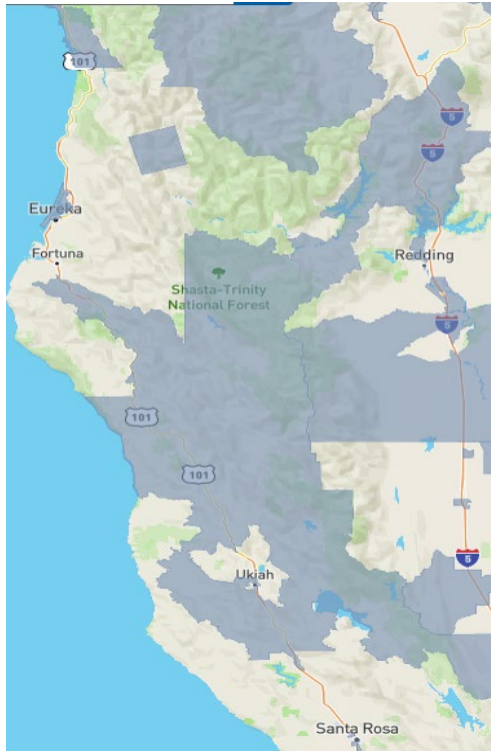 101
5
5
Eureka
Fortuna
Redding
Shasta-Trinity
National Forest
5
101
101
5
Ukiah
Santa Rosa